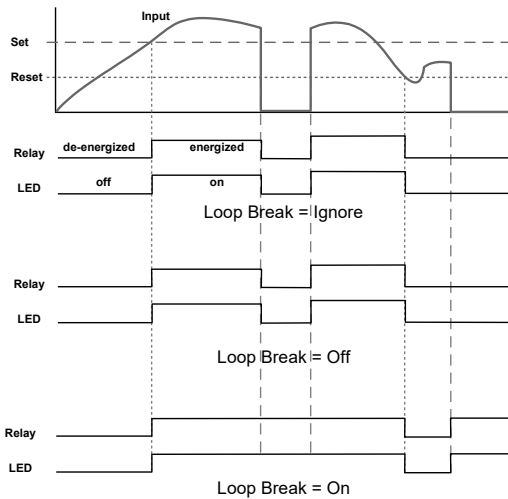 Input
Set
Reset
Relay de-energized energized
LED off on
Loop Break = Ignore
Relay
LED
Loop Break = Off
Relay
LED
Loop Break = On